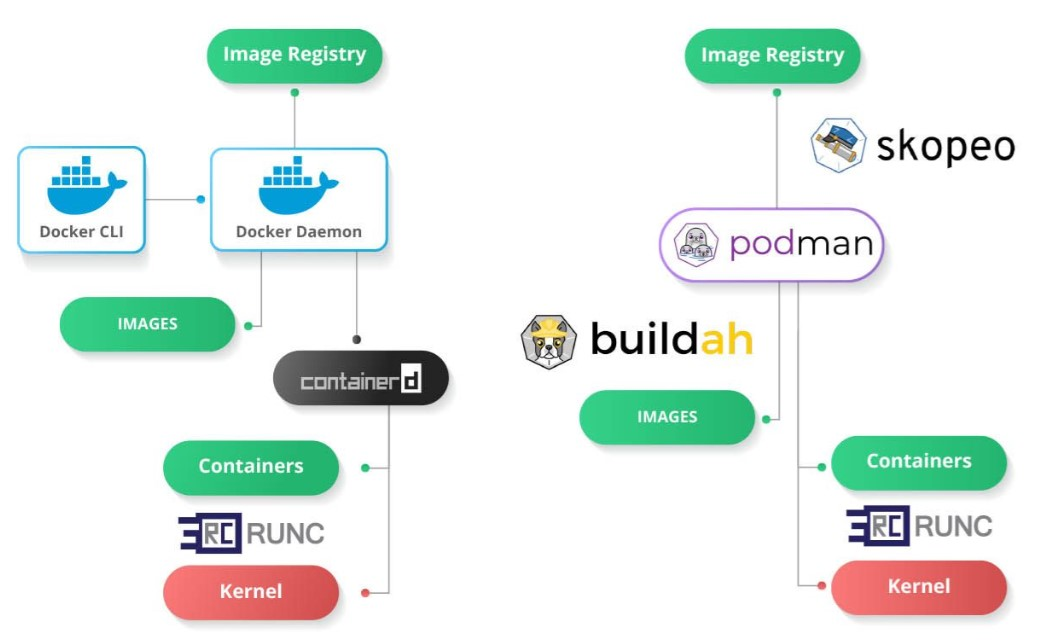 Image Registry
Docker CLI
Docker Daemon
IMAGES
containerd
Containers
RC RUNC
Kernel
Image Registry
skopeo
podman
buildah
IMAGES
Containers
RC RUNC
Kernel